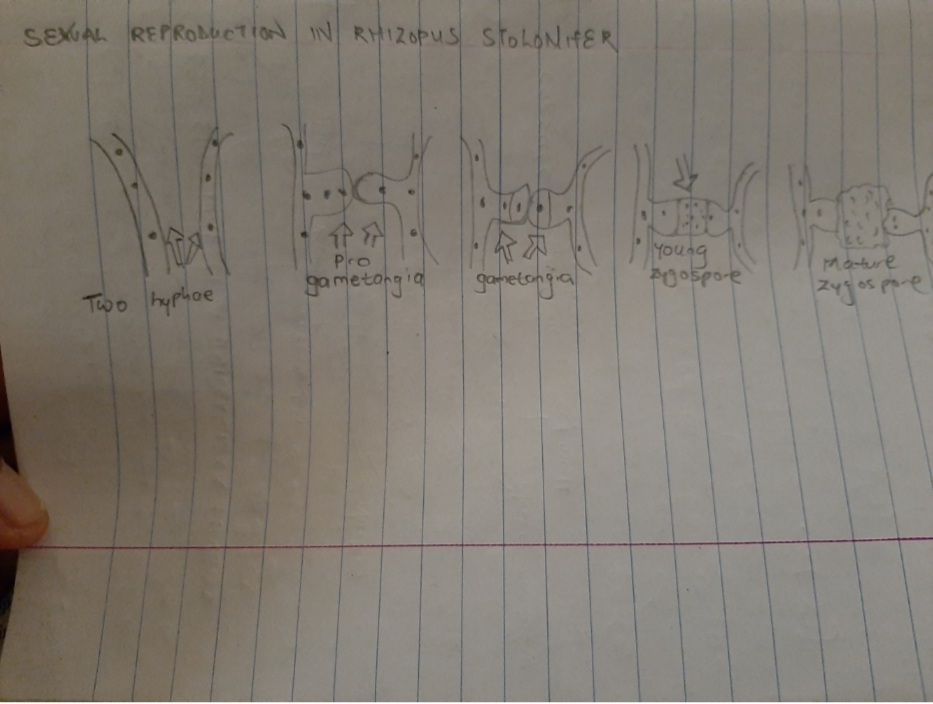 SEXUAL REPRODUCTION IN RHIZOPUS STOLONIFER
Two hyphae
Pro
gametangia
gametangia
Young
zygospore
Mature
zygospore